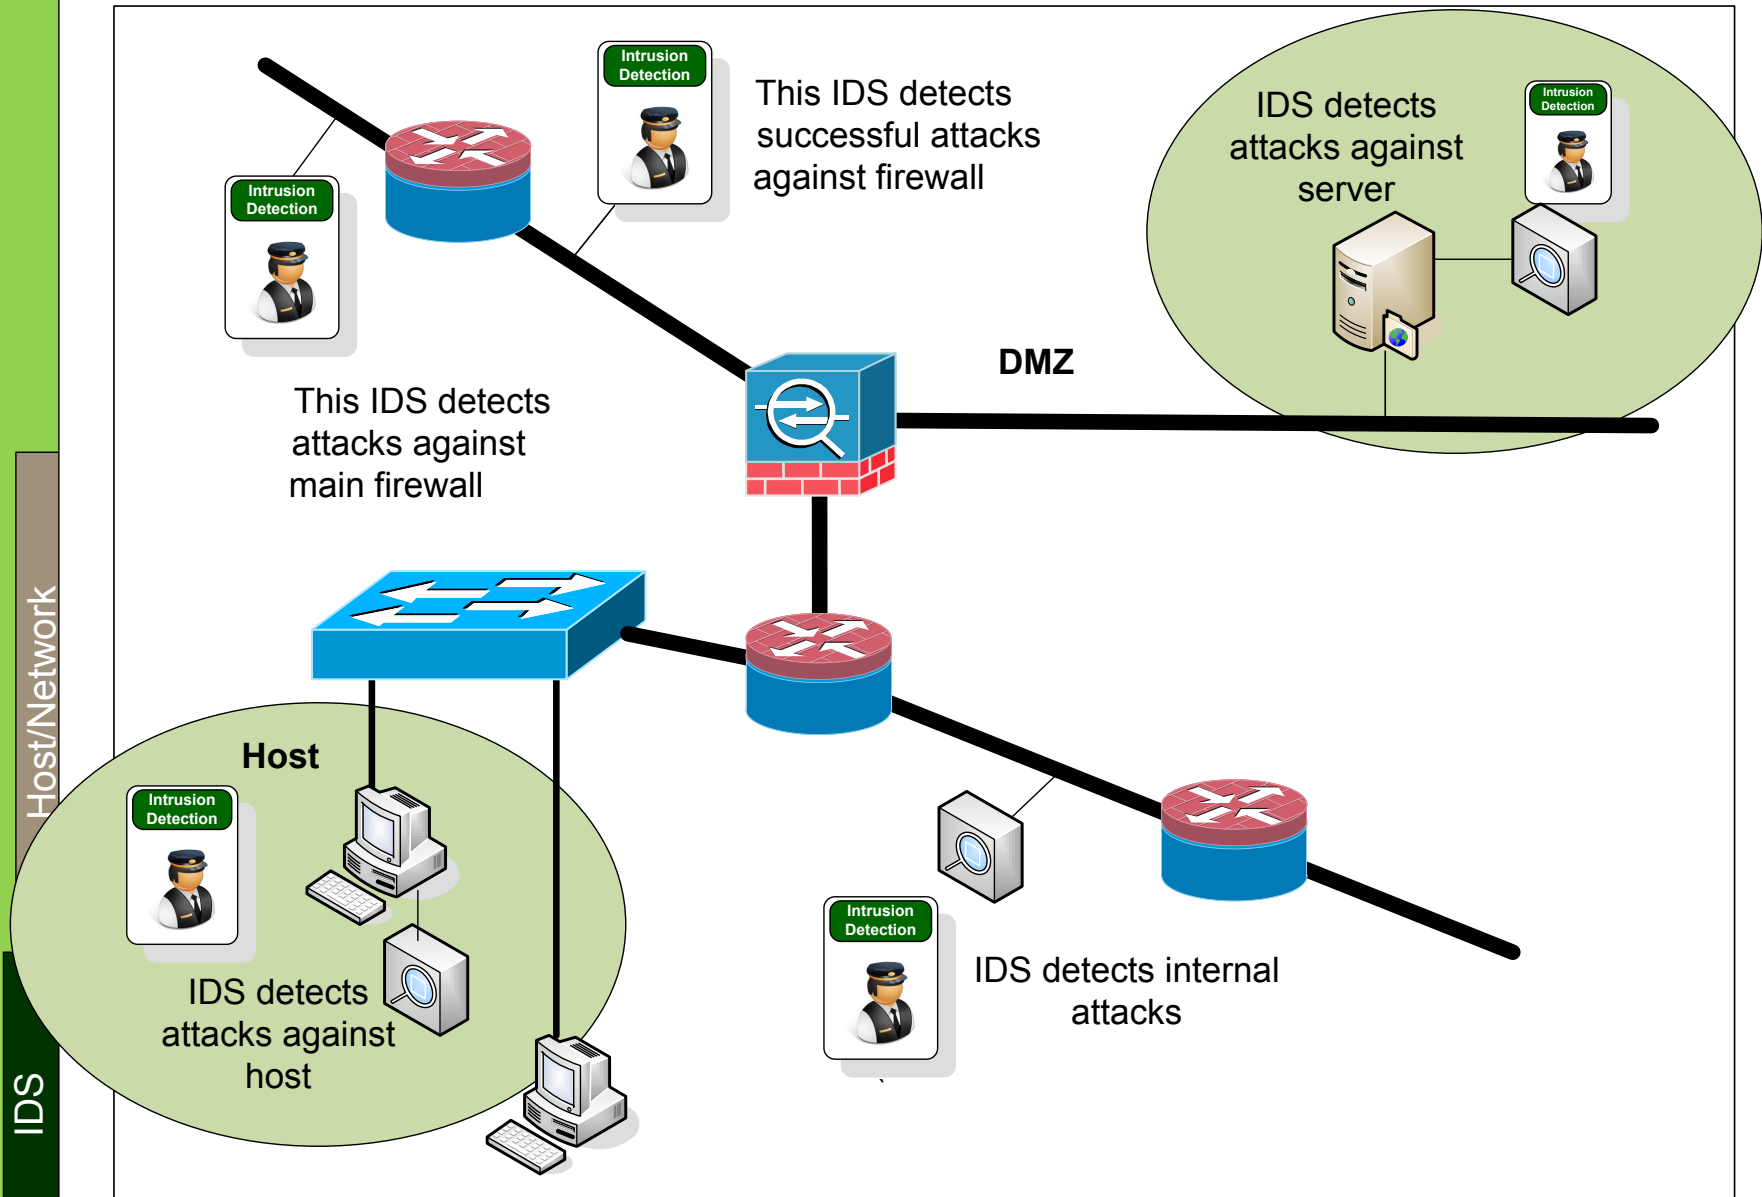 Intrusion
Detection
This IDS detects
successful attacks
against firewall
IDS detects
attacks against
server
Intrusion
Detection
Intrusion
Detection
DMZ
This IDS detects
attacks against
main firewall
Host/Network
Host
Intrusion
Detection
IDS detects
attacks against
host
Intrusion
Detection
IDS detects internal
attacks
`
IDS